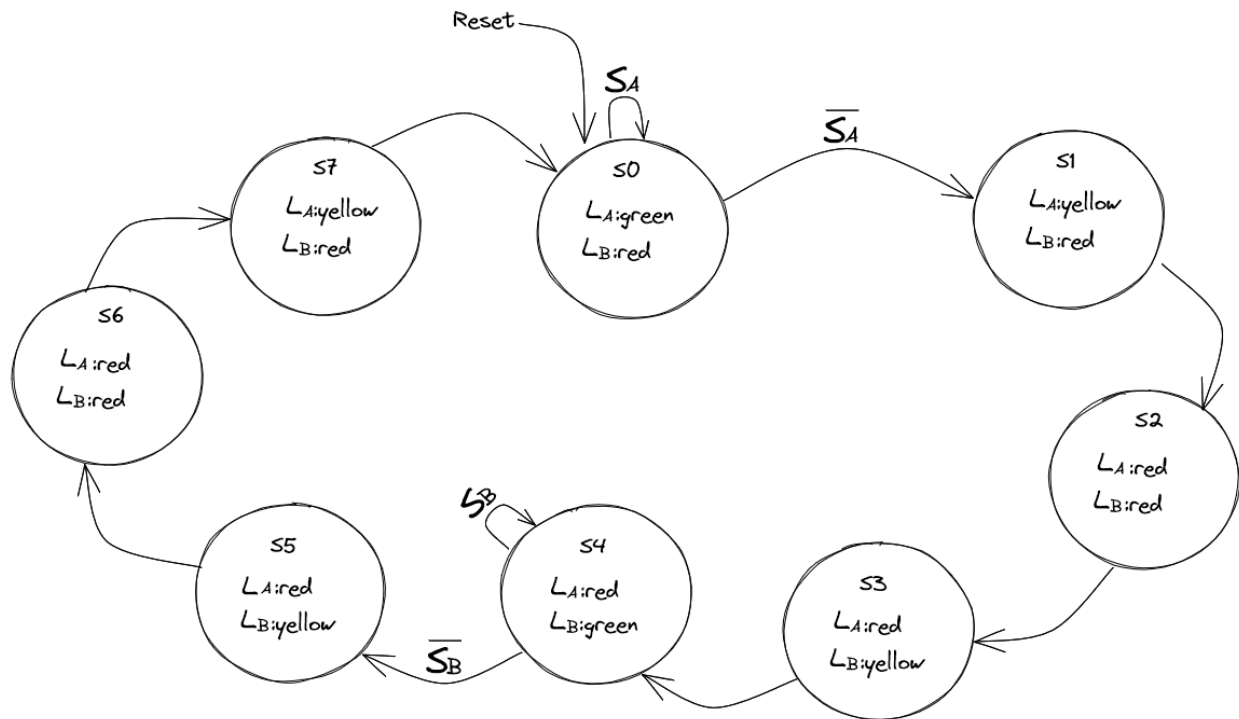 Reset
S7
LA:yellow
LB:red
SA
S0
LA:green
LB:red
S̅A̅
S1
LA:yellow
LB:red
S6
LA:red
LB:red
S2
LA:red
LB:red
S5
LA:red
LB:yellow
SB
S4
LA:red
LB:green
S̅B̅
S3
LA:red
LB:yellow